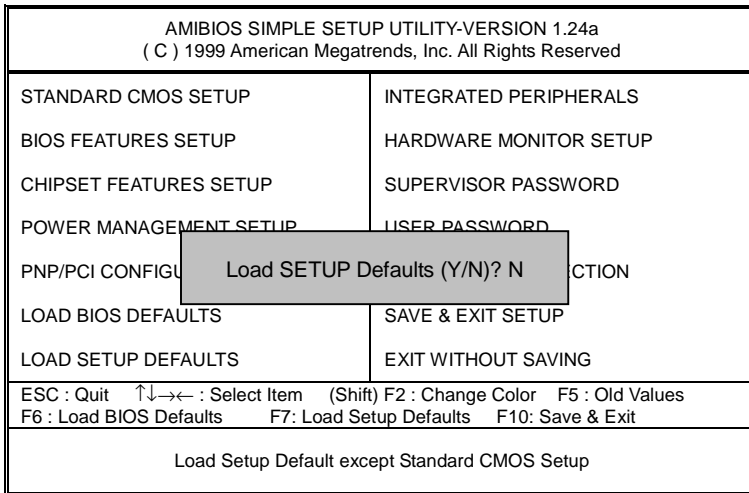 AMIBIOS SIMPLE SETUP UTILITY-VERSION 1.24a
( C ) 1999 American Megatrends, Inc. All Rights Reserved
STANDARD CMOS SETUP
BIOS FEATURES SETUP
CHIPSET FEATURES SETUP
POWER MANAGEMENT SETUP
PNP/PCI CONFIGU
LOAD BIOS DEFAULTS
LOAD SETUP DEFAULTS
INTEGRATED PERIPHERALS
HARDWARE MONITOR SETUP
SUPERVISOR PASSWORD
USER PASSWORD
CTION
SAVE & EXIT SETUP
EXIT WITHOUT SAVING
Load SETUP Defaults (Y/N)? N
ESC : Quit ↑↓→← : Select Item (Shift) F2 : Change Color F5 : Old Values
F6 : Load BIOS Defaults F7: Load Setup Defaults F10: Save & Exit
Load Setup Default except Standard CMOS Setup